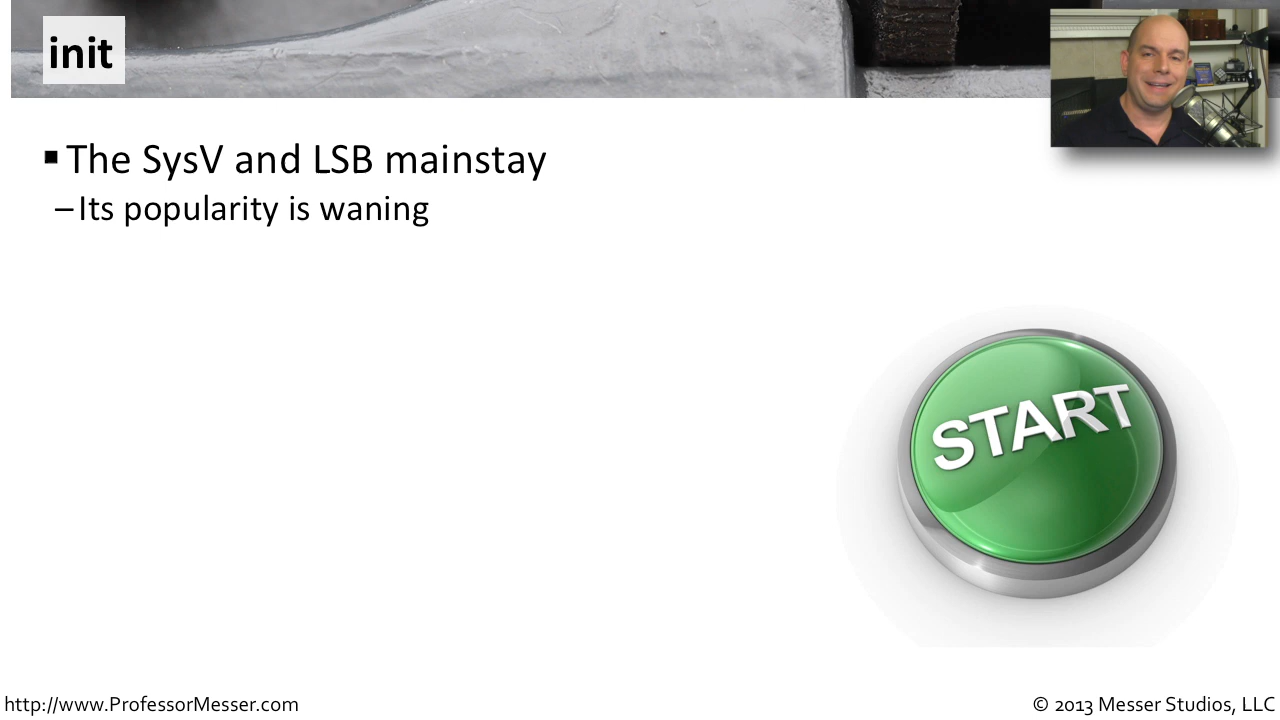 init
▪ The SysV and LSB mainstay
– Its popularity is waning
START
http://www.ProfessorMesser.com
© 2013 Messer Studios, LLC